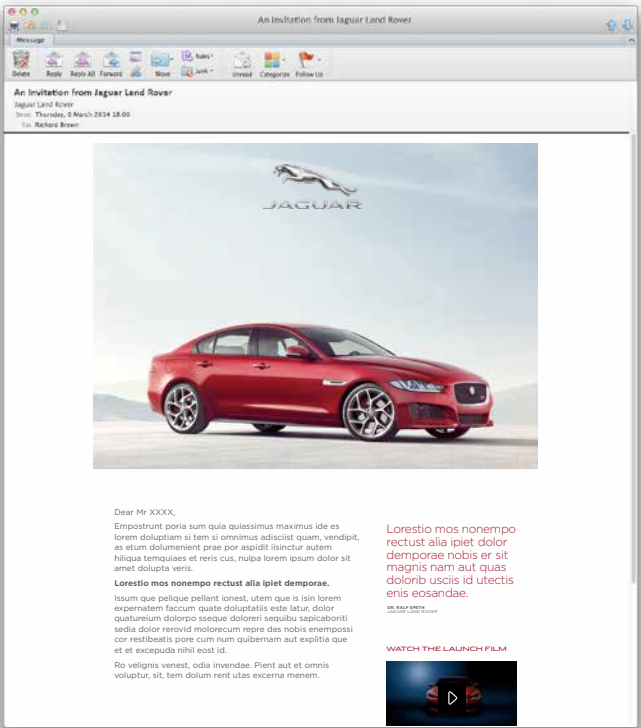 An Invitation from Jaguar Land Rover
Message
Delete
Reply
Reply All
Forward
Move
Rules
Junk
Unread
Categorize
Follow Up
An Invitation from Jaguar Land Rover
Jaguar Land Rover
Sent: Thursday, 6 March 2014 18:00
To: Richard Brown
JAGUAR
Dear Mr XXXX,
Empostrunt poria sum quia quiassimus maximus ide es
lorem doluptiam si tem si omnimus adisciist quam, vendipit,
as etum dolumenient prae por aspidit iisinctur autem
hiliqua temquiaes et reris cus, nulpa lorem ipsum dolor sit
amet dolupta veris.
Lorestio mos nonempo rectust alia ipiet demporae.
Issum que pelique pellant ionest, utem que is isin lorem
expernatem faccum quate doluptatiis este latur, dolor
quatureium dolorpo sseque doloreri sequibu sapicaboriti
sedia dolor rerovid molorecum repre des nobis enempossi
cor restibeatis pore cum num quibernam aut explitia que
et et excepuda nihil eost id.
Ro velignis venest, odia invendae. Pient aut et omnis
voluptur, sit, tem dolum rent utas excerna menem.
Lorestio mos nonempo
rectust alia ipiet dolor
demporae nobis er sit
magnis nam aut quas
dolorib usciis id utectis
enis eosandae.
DR. RALF SPETH
JAGUAR LAND ROVER
WATCH THE LAUNCH FILM